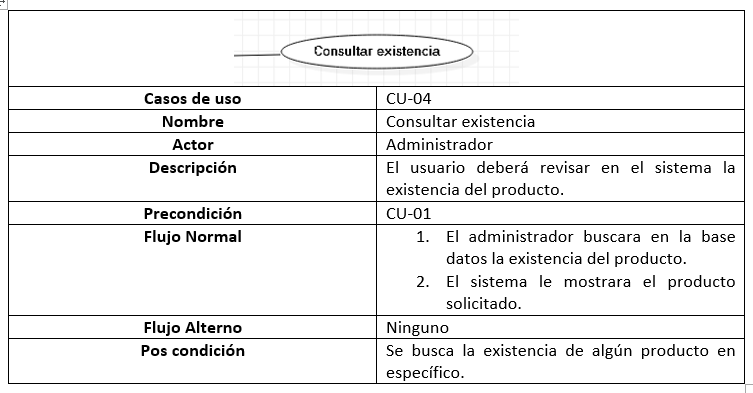 Consultar existencia
Casos de uso CU-04
Nombre Consultar existencia
Actor Administrador
Descripción El usuario deberá revisar en el sistema la
existencia del producto.
Precondición CU-01
Flujo Normal 1. El administrador buscara en la base
datos la existencia del producto.
2. El sistema le mostrara el producto
solicitado.
Flujo Alterno Ninguno
Pos condición Se busca la existencia de algún producto en
específico.